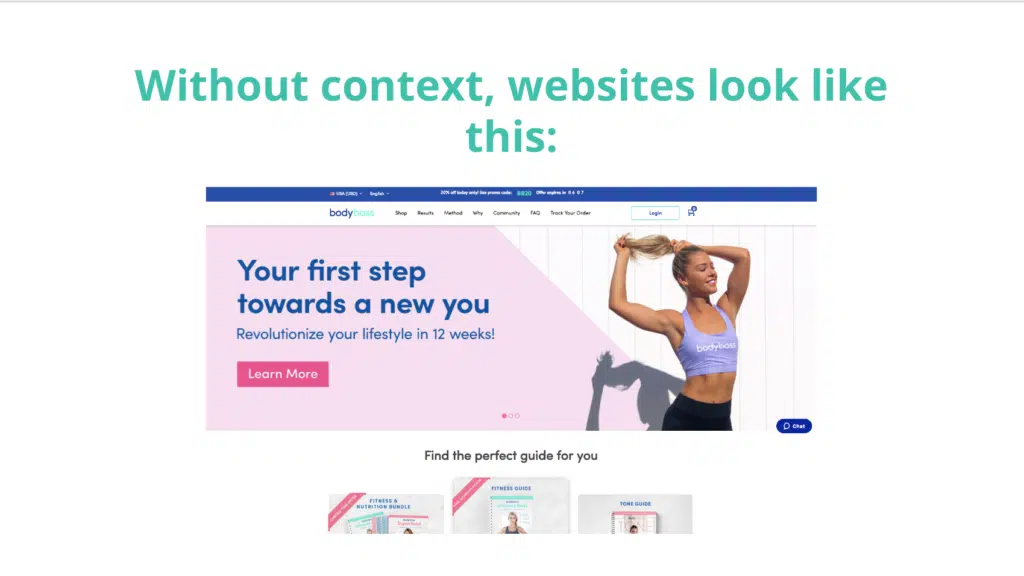 Without context, websites look like
this:
USA (USD) English 20% off today only! Use promo code: Offer expires in 0 6 0 7
bodyboss Shop Results Method Why Community FAQ Track Your Order Login 0
Your first step
towards a new you
Revolutionize your lifestyle in 12 weeks!
Learn More
bodyboss
Chat
Find the perfect guide for you
FITNESS &
NUTRITION BUNDLE
FITNESS GUIDE
TONE GUIDE
TONE